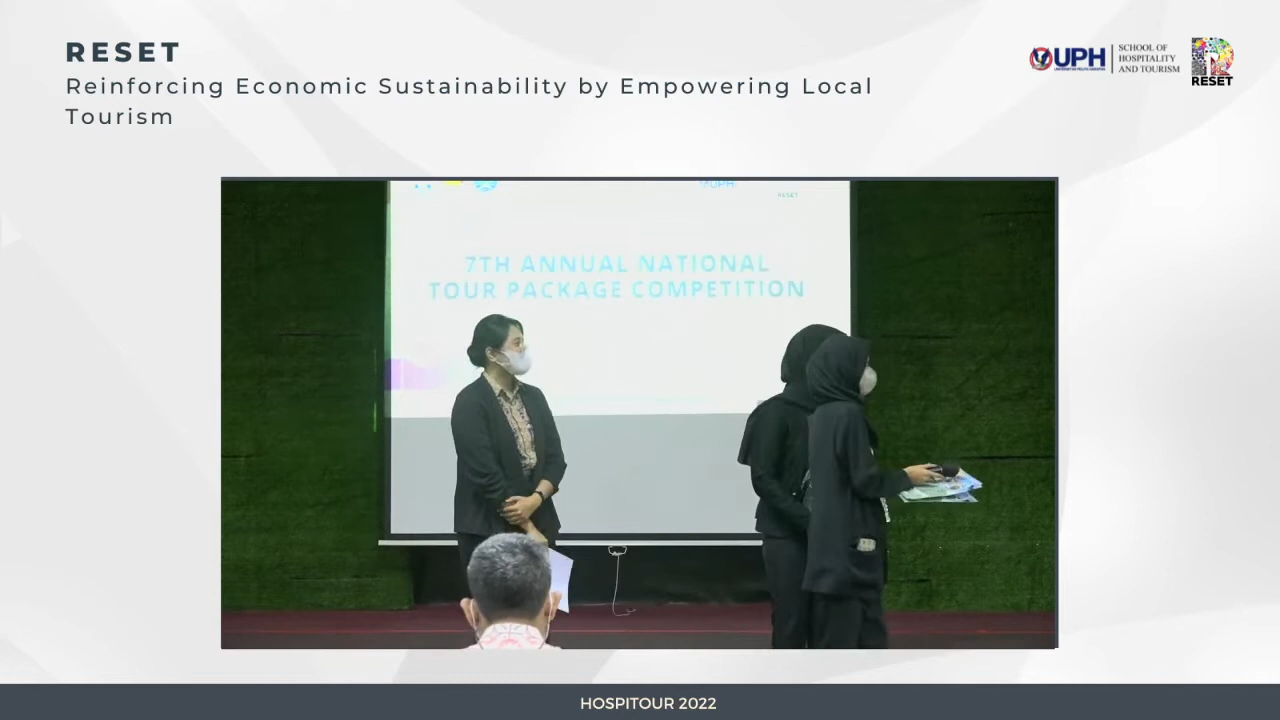 RESET
Reinforcing Economic Sustainability by Empowering Local
Tourism
UPH
SCHOOL OF
HOSPITALITY
AND TOURISM
RESET
UPH
RESET
7TH ANNUAL NATIONAL
TOUR PACKAGE COMPETITION
HOSPITOUR 2022